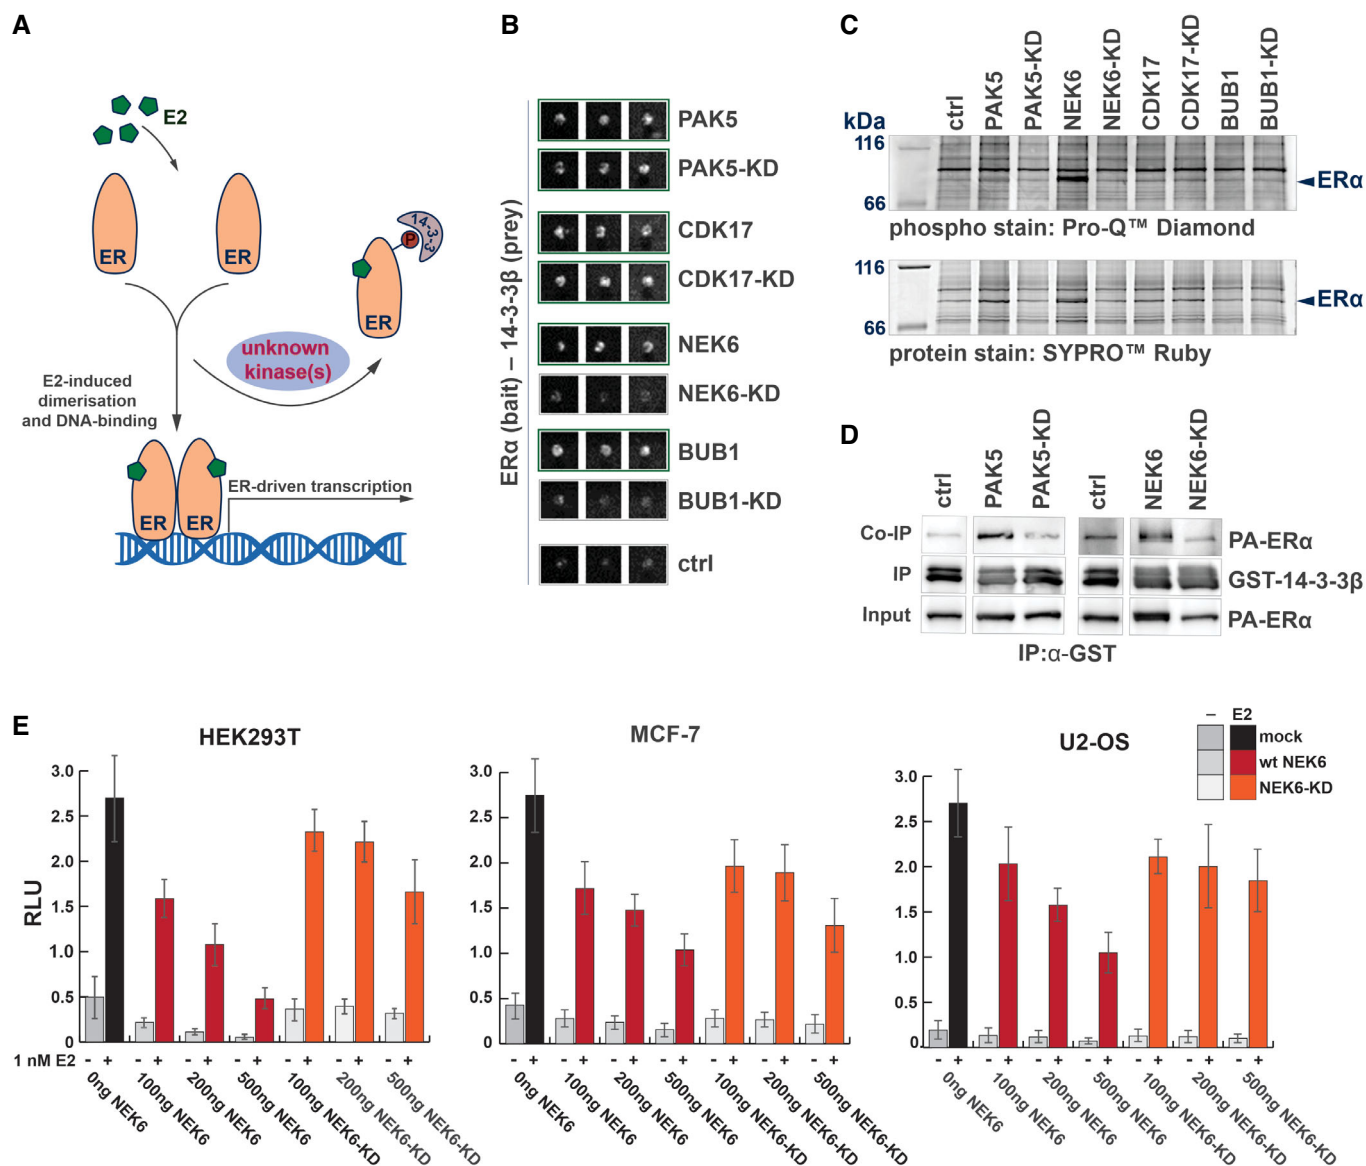 A
E2
ER
ER
14-3-3
P
ER
unknown
kinase(s)
E2-induced
dimerisation
and DNA-binding
ER-driven transcription
ER
ER
B
ERα (bait) – 14-3-3β (prey)
PAK5
PAK5-KD
CDK17
CDK17-KD
NEK6
NEK6-KD
BUB1
BUB1-KD
ctrl
C
ctrl
PAK5
PAK5-KD
NEK6
NEK6-KD
CDK17
CDK17-KD
BUB1
BUB1-KD
kDa
116
66
ERα
phospho stain: Pro-Q™ Diamond
116
66
ERα
protein stain: SYPRO™ Ruby
D
ctrl
PAK5
PAK5-KD
ctrl
NEK6
NEK6-KD
Co-IP
PA-ERα
IP
GST-14-3-3β
Input
PA-ERα
IP:α-GST
E
– E2
mock
wt NEK6
NEK6-KD
HEK293T
RLU
3.0
2.5
2.0
1.5
1.0
0.5
0
1 nM E2 - + - + - + - + - + - + - +
0ng NEK6
100ng NEK6
200ng NEK6
500ng NEK6
100ng NEK6-KD
200ng NEK6-KD
500ng NEK6-KD
MCF-7
3.0
2.5
2.0
1.5
1.0
0.5
0
- + - + - + - + - + - + - +
0ng NEK6
100ng NEK6
200ng NEK6
500ng NEK6
100ng NEK6-KD
200ng NEK6-KD
500ng NEK6-KD
U2-OS
3.0
2.5
2.0
1.5
1.0
0.5
0
- + - + - + - + - + - + - +
0ng NEK6
100ng NEK6
200ng NEK6
500ng NEK6
100ng NEK6-KD
200ng NEK6-KD
500ng NEK6-KD